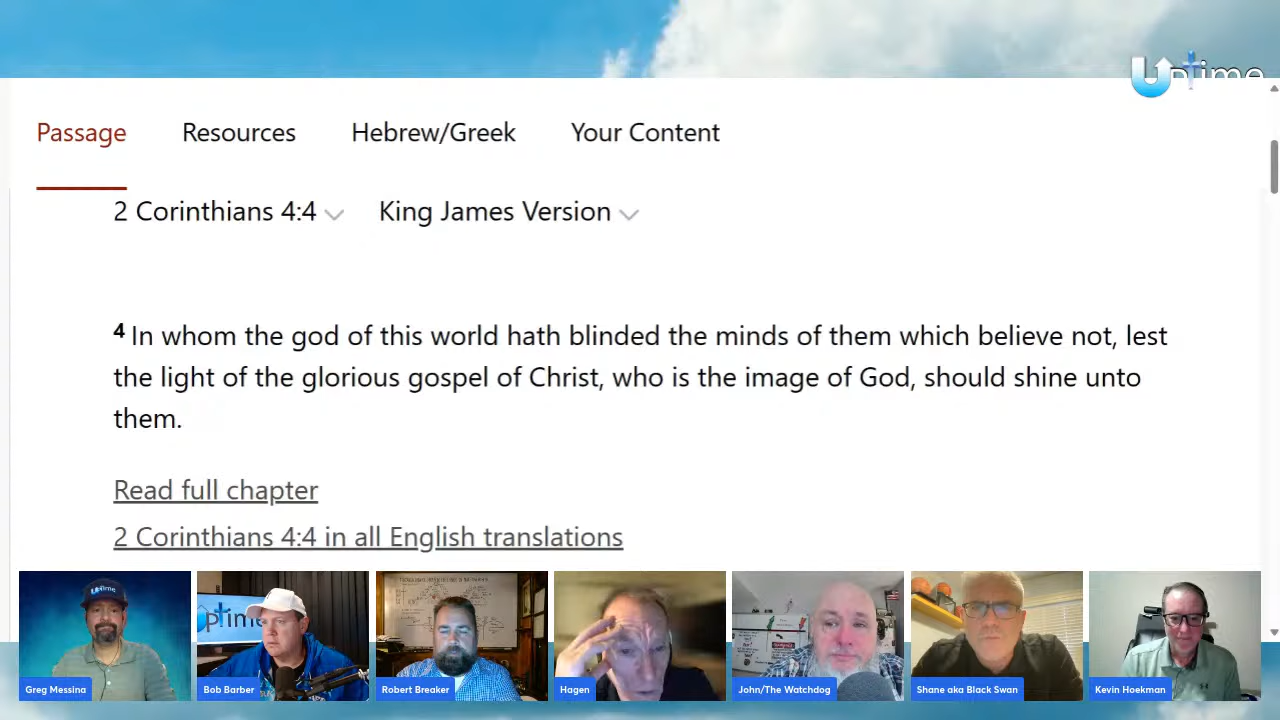 Uptime
Passage Resources Hebrew/Greek Your Content
2 Corinthians 4:4 King James Version
4 In whom the god of this world hath blinded the minds of them which believe not, lest
the light of the glorious gospel of Christ, who is the image of God, should shine unto
them.
Read full chapter
2 Corinthians 4:4 in all English translations
Greg Messina
Bob Barber
Robert Breaker
Hagen
John/The Watchdog
Shane aka Black Swan
Kevin Hoekman